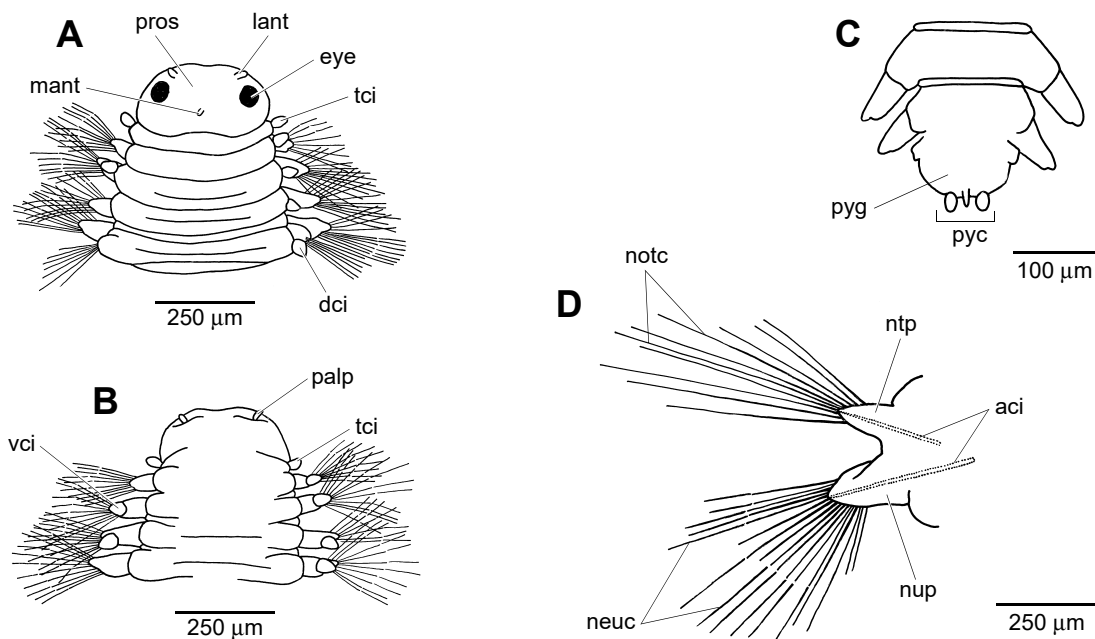 A
pros
lant
eye
mant
tci
dci
250 μm
B
palp
tci
vci
250 μm
C
pyg
pyc
100 μm
D
notc
ntp
aci
nup
neuc
250 μm